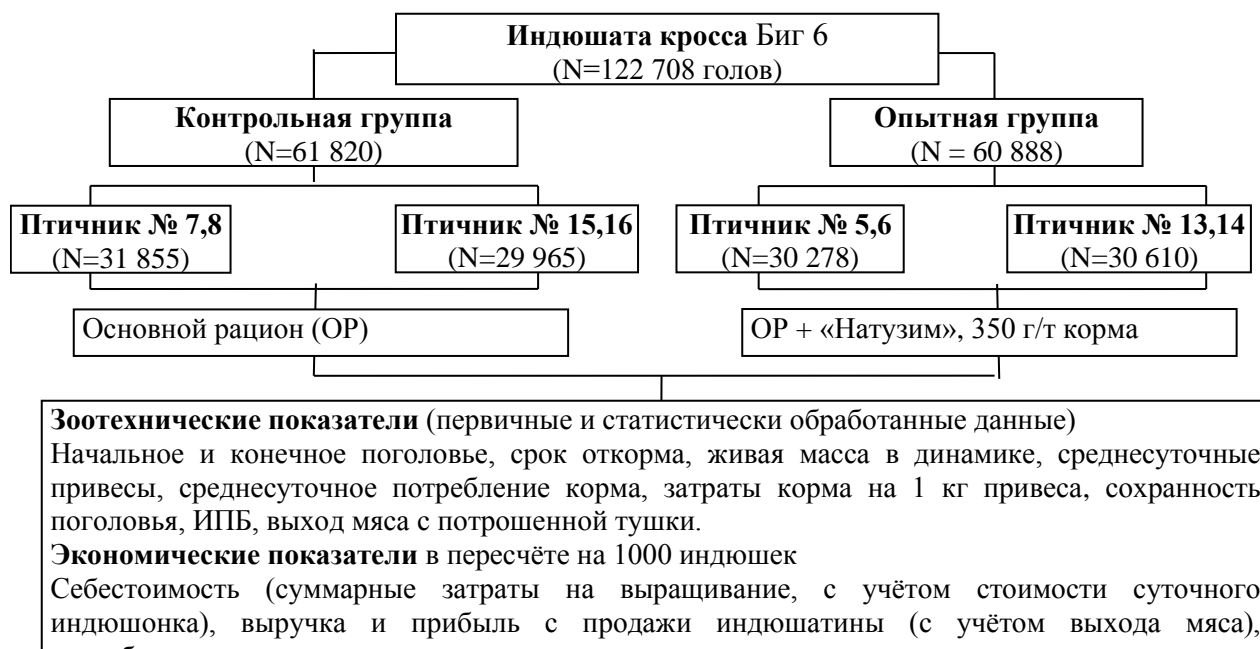 Индюшата кросса Биг 6
(N=122 708 голов)
Контрольная группа
(N=61 820)
Опытная группа
(N = 60 888)
Птичник № 7,8
(N=31 855)
Птичник № 15,16
(N=29 965)
Птичник № 5,6
(N=30 278)
Птичник № 13,14
(N=30 610)
Основной рацион (ОР)
ОР + «Натузим», 350 г/т корма
Зоотехнические показатели (первичные и статистически обработанные данные)
Начальное и конечное поголовье, срок откорма, живая масса в динамике, среднесуточные
привесы, среднесуточное потребление корма, затраты корма на 1 кг привеса, сохранность
поголовья, ИПБ, выход мяса с потрошенной тушки.
Экономические показатели в пересчёте на 1000 индюшек
Себестоимость (суммарные затраты на выращивание, с учётом стоимости суточного
индюшонка), выручка и прибыль с продажи индюшатины (с учётом выхода мяса),